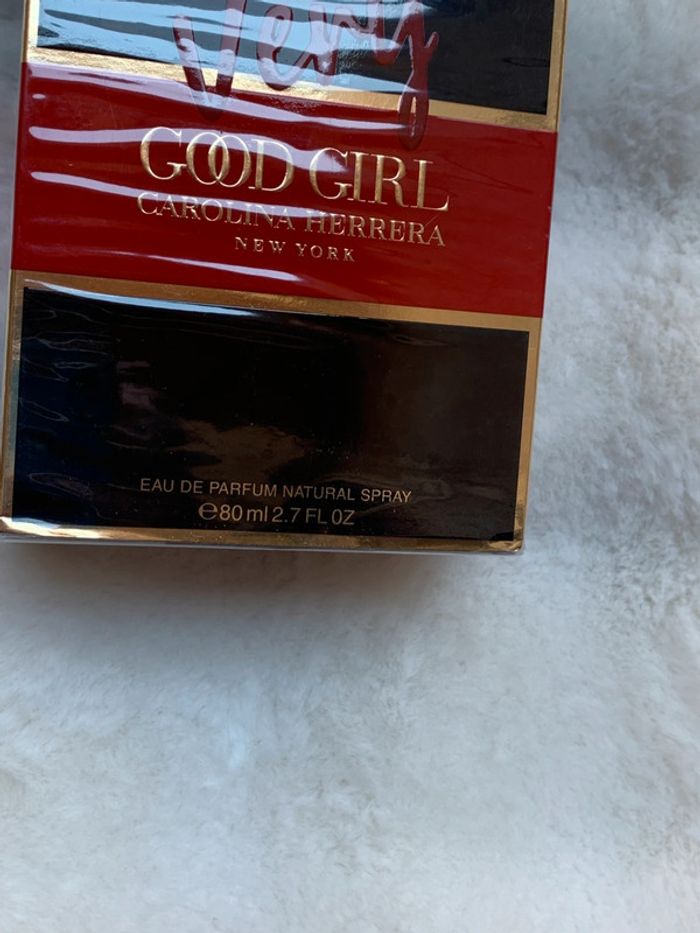 Very
GOOD GIRL
CAROLINA HERRERA
NEW YORK
EAU DE PARFUM NATURAL SPRAY
℮80 ml 2.7 FL OZ